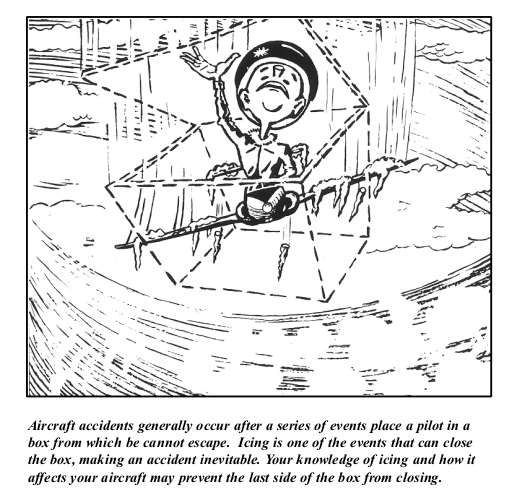 Aircraft accidents generally occur after a series of events place a pilot in a
box from which be cannot escape.  Icing is one of the events that can close
the box, making an accident inevitable. Your knowledge of icing and how it
affects your aircraft may prevent the last side of the box from closing.